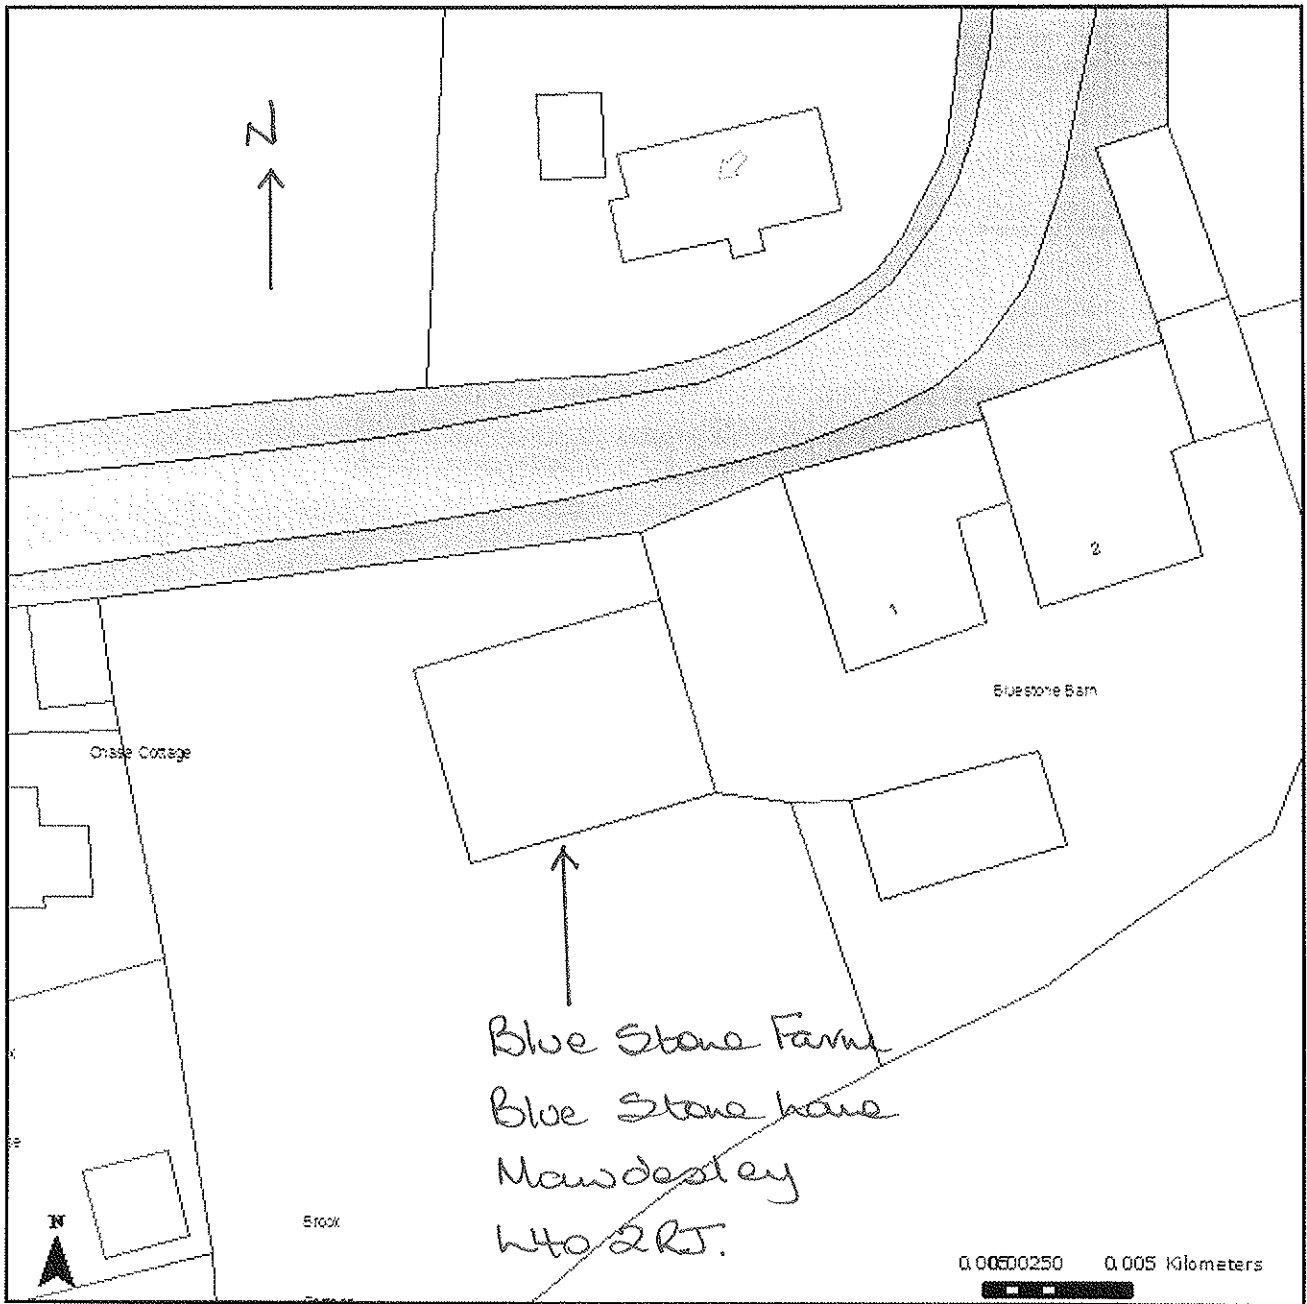 N
2
1
Bluestone Barn
Chase Cottage
Blue Stone Farm
Blue Stone Lane
Mawdesley
L40 2RJ.
Brook
N
0.005 Kilometers